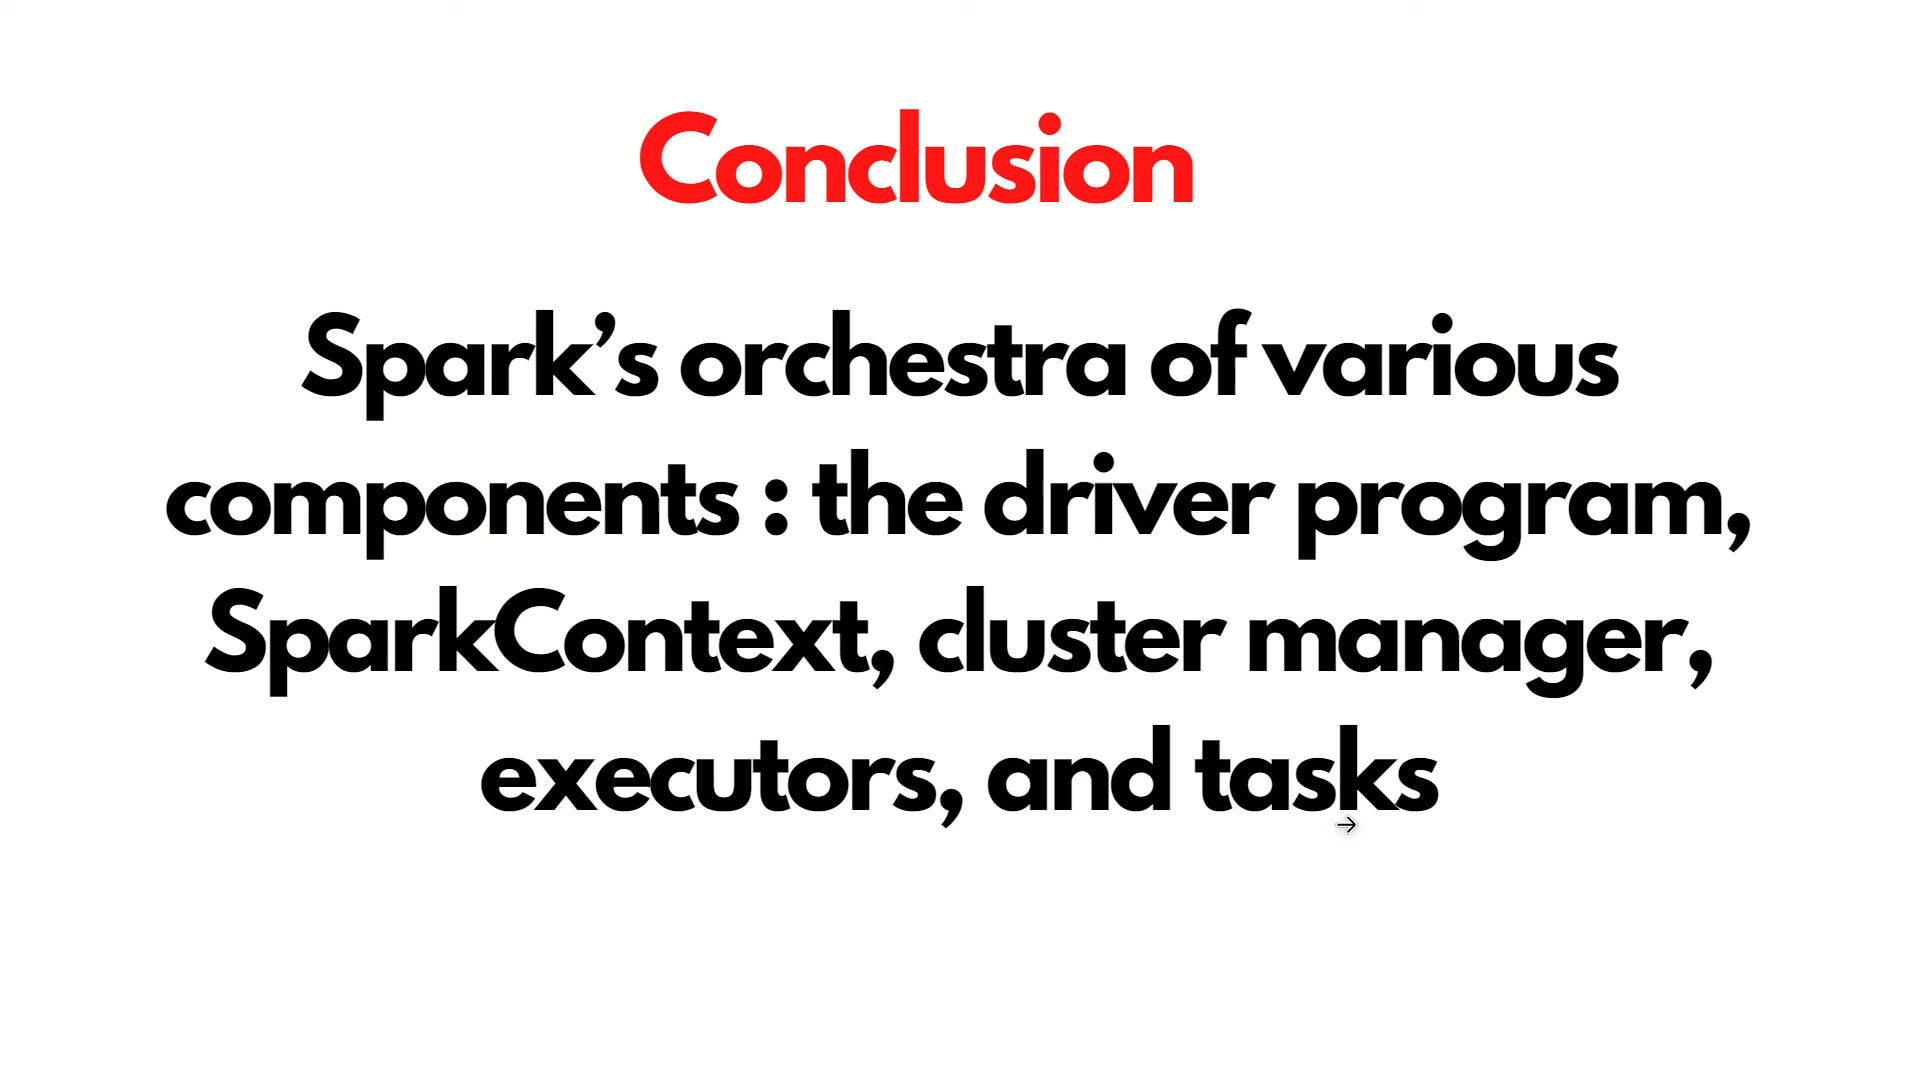 Conclusion
Spark’s orchestra of various
components : the driver program,
SparkContext, cluster manager,
executors, and tasks